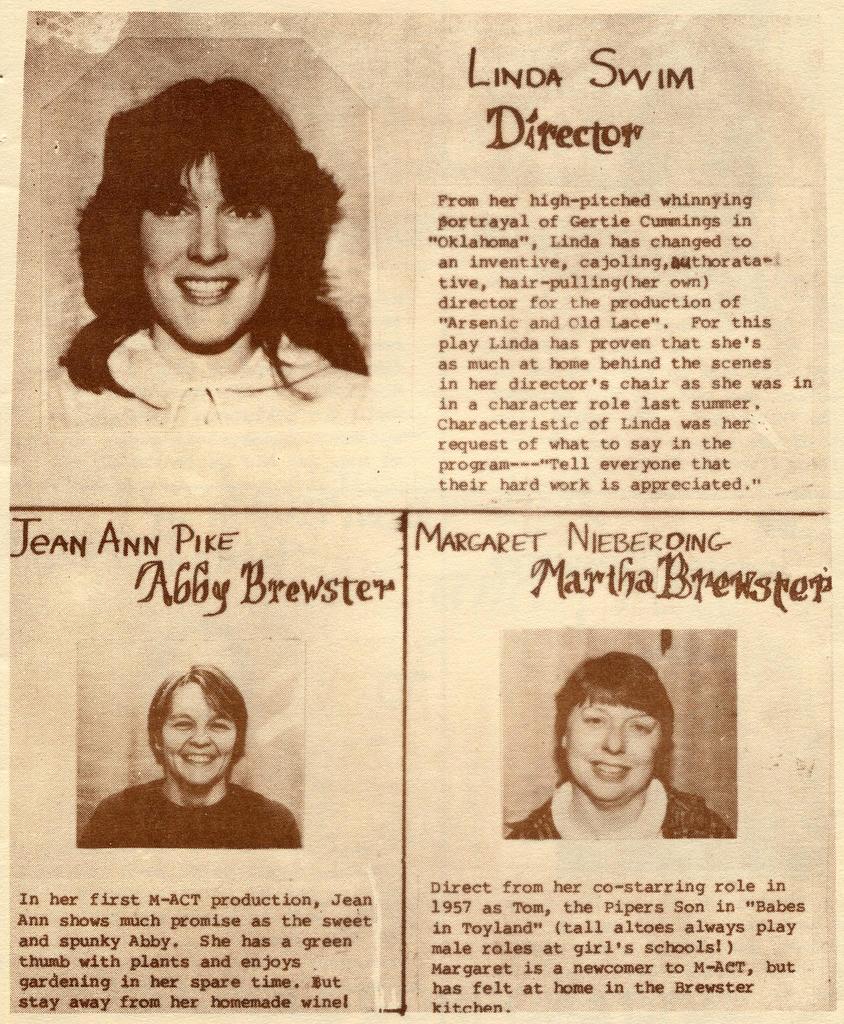 LINDA SWIM
Director
From her high-pitched whinnying
portrayal of Gertie Cummings in
"Oklahoma", Linda has changed to
an inventive, cajoling,authorata-
tive, hair-pulling(her own)
director for the production of
"Arsenic and Old Lace".  For this
play Linda has proven that she's
as much at home behind the scenes
in her director's chair as she was in
in a character role last summer.
Characteristic of Linda was her
request of what to say in the
program---"Tell everyone that
their hard work is appreciated."
JEAN ANN PIKE
Abby Brewster
In her first M-ACT production, Jean
Ann shows much promise as the sweet
and spunky Abby.  She has a green
thumb with plants and enjoys
gardening in her spare time. But
stay away from her homemade wine!
MARGARET NIEBERDING
Martha Brewster
Direct from her co-starring role in
1957 as Tom, the Pipers Son in "Babes
in Toyland" (tall altoes always play
male roles at girl's schools!)
Margaret is a newcomer to M-ACT, but
has felt at home in the Brewster
kitchen.